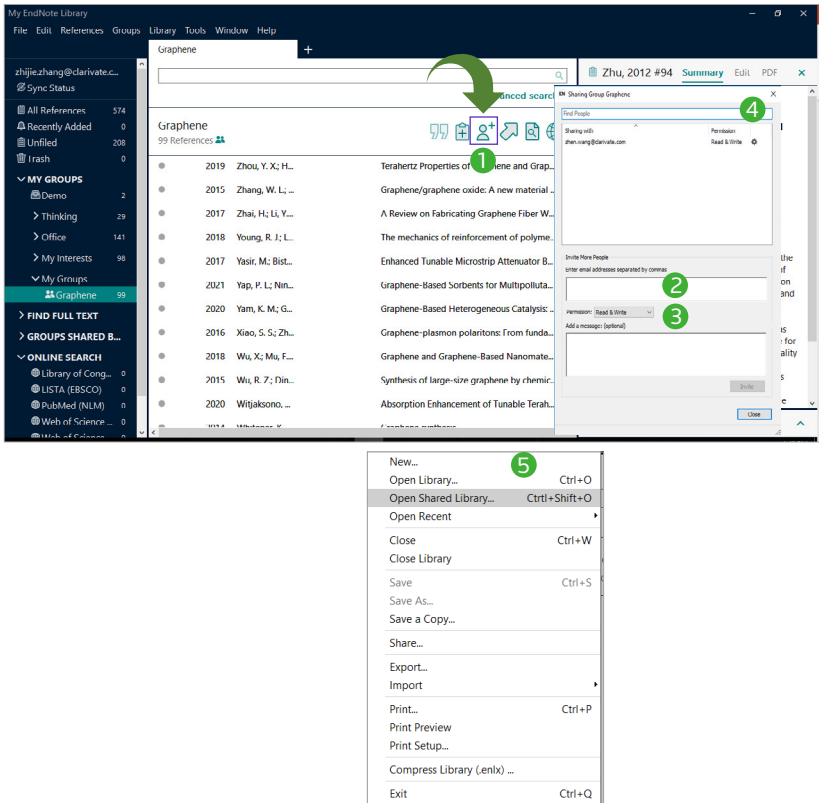 My EndNote Library
File Edit References Groups Library Tools Window Help
Graphene
+
zhijie.zhang@clarivate.c...
Sync Status
All References 574
Recently Added 0
Unfiled 208
Trash 0
MY GROUPS
Demo 2
Thinking 29
Office 141
My Interests 98
My Groups
Graphene 99
FIND FULL TEXT
GROUPS SHARED B...
ONLINE SEARCH
Library of Cong... 0
LISTA (EBSCO) 0
PubMed (NLM) 0
Web of Science ... 0
Web of Science
Graphene
99 References
1
2019 Zhou, Y. X.; H... Terahertz Properties of
2015 Zhang, W. L.; ... Graphene/graphene oxide: A new material ..
2017 Zhai, H.; Li, Y.... A Review on Fabricating Graphene Fiber W...
2018 Young, R. J.; L... The mechanics of reinforcement of polyme..
2017 Yasir, M.; Bist... Enhanced Tunable Microstrip Attenuator B...
2021 Yap, P. L.; Nin... Graphene-Based Sorbents for Multipolluta...
2020 Yam, K. M.; G... Graphene-Based Heterogeneous Catalysis: ..
2016 Xiao, S. S.; Zh... Graphene-plasmon polaritons: From funda...
2018 Wu, X.; Mu, F.... Graphene and Graphene-Based Nanomate...
2015 Wu, R. Z.; Din... Synthesis of large-size graphene by chemic..
2020 Witjaksono, ... Absorption Enhancement of Tunable Terah..
Zhu, 2012 #94 Summary Edit PDF
EN Sharing Group Graphene
Find People
4
Sharing with Permission
zhen.wang@clarivate.com Read & Write
Invite More People
Enter email addresses separated by commas
2
Permission: Read & Write
3
Add a message: (optional)
Invite
Close
New...
5
Open Library... Ctrl+O
Open Shared Library... Ctrtl+Shift+O
Open Recent
Close Ctrl+W
Close Library
Save Ctrl+S
Save As...
Save a Copy...
Share...
Export...
Import
Print... Ctrl+P
Print Preview
Print Setup...
Compress Library (.enlx) ...
Exit Ctrl+Q